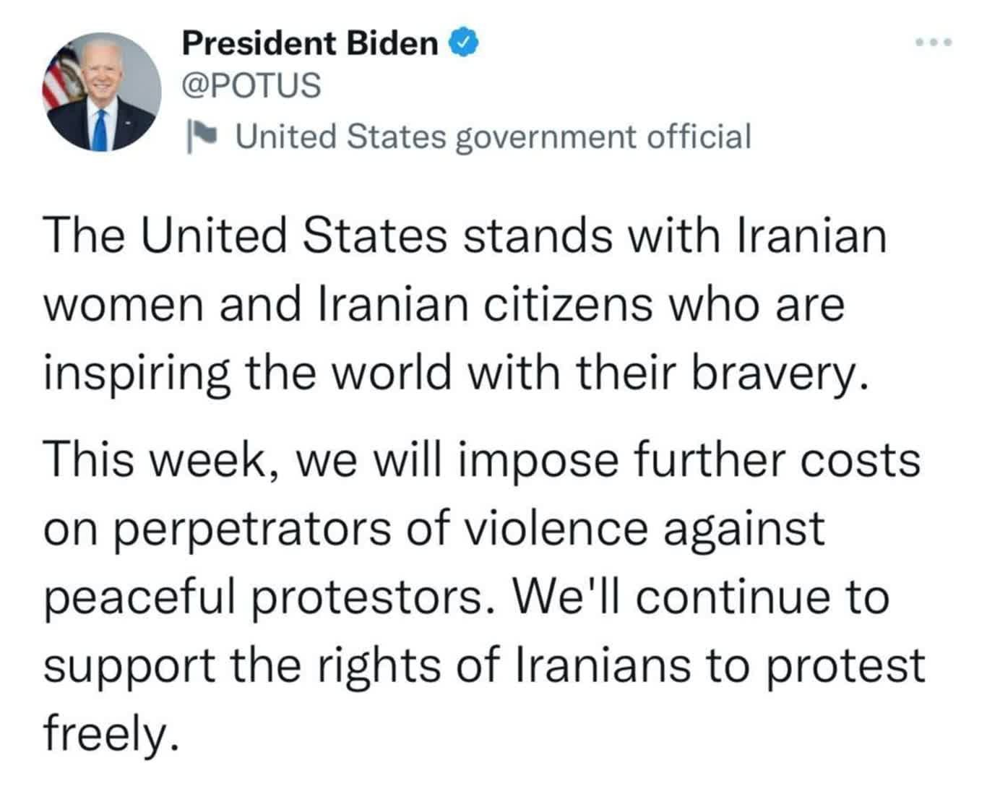 President Biden
@POTUS
United States government official
The United States stands with Iranian
women and Iranian citizens who are
inspiring the world with their bravery.
This week, we will impose further costs
on perpetrators of violence against
peaceful protestors. We'll continue to
support the rights of Iranians to protest
freely.